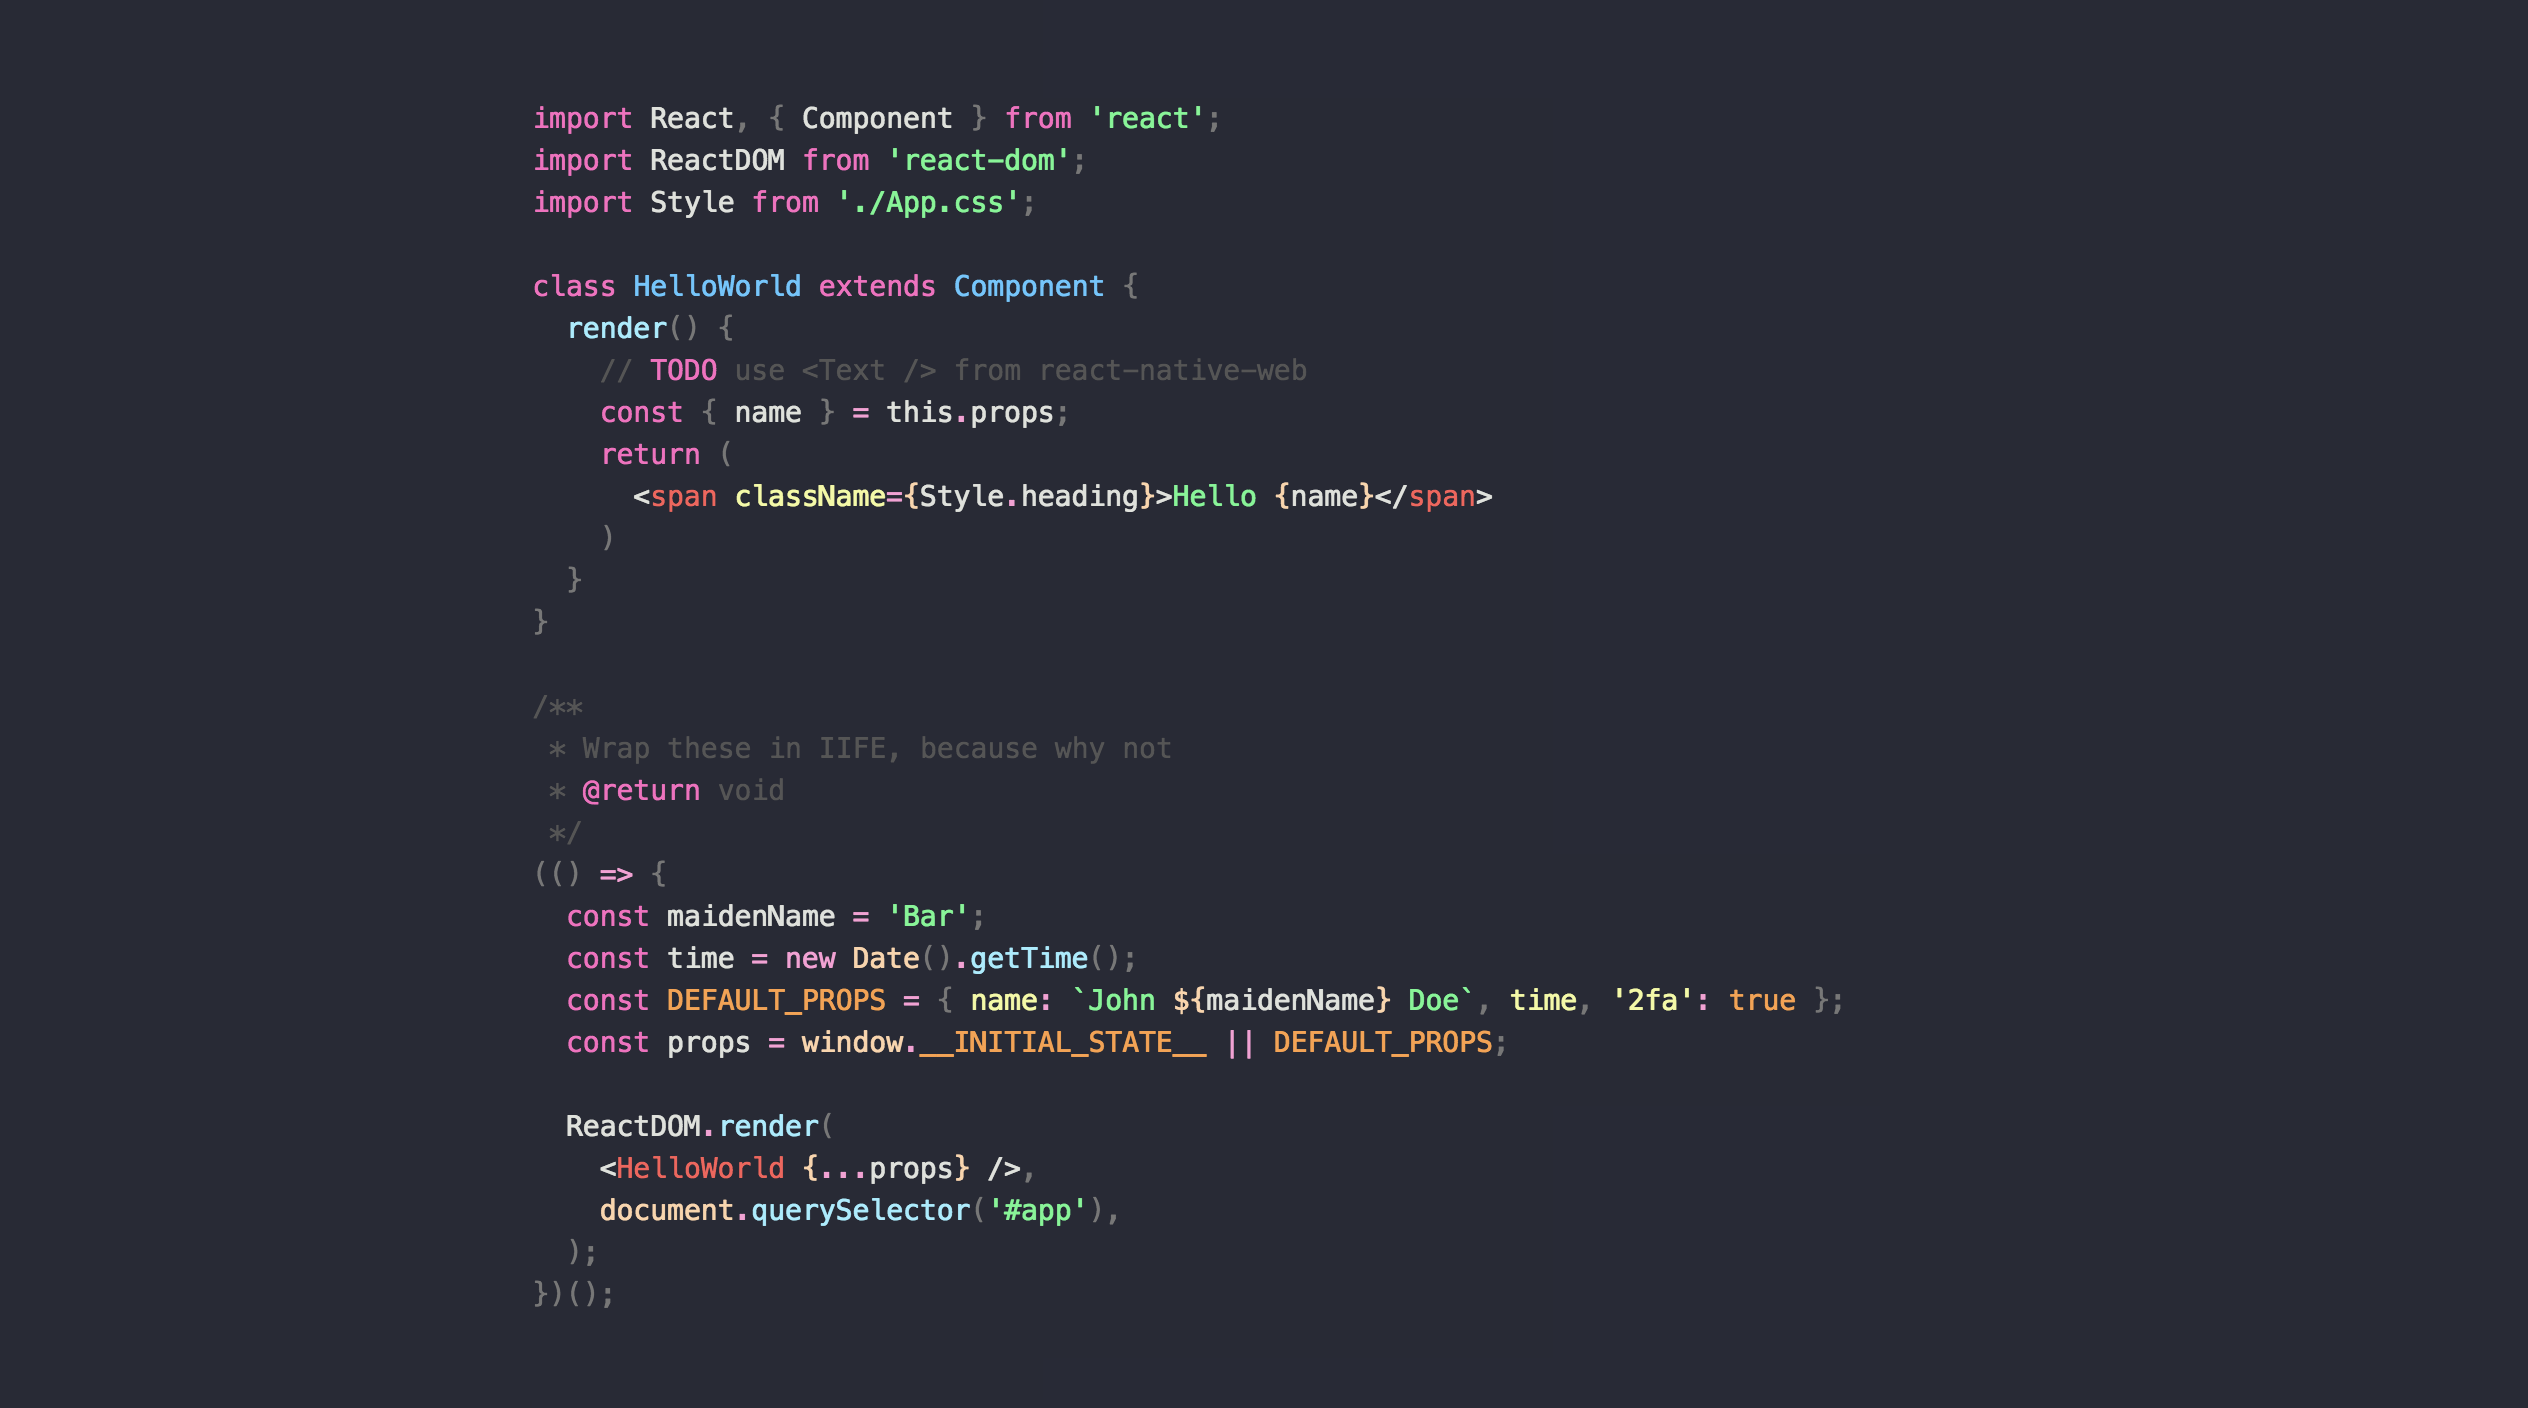 import React, { Component } from 'react';
import ReactDOM from 'react-dom';
import Style from './App.css';

class HelloWorld extends Component {
  render() {
    // TODO use <Text /> from react-native-web
    const { name } = this.props;
    return (
      <span className={Style.heading}>Hello {name}</span>
    )
  }
}

/**
 * Wrap these in IIFE, because why not
 * @return void
 */
(() => {
  const maidenName = 'Bar';
  const time = new Date().getTime();
  const DEFAULT_PROPS = { name: `John ${maidenName} Doe`, time, '2fa': true };
  const props = window.__INITIAL_STATE__ || DEFAULT_PROPS;

  ReactDOM.render(
    <HelloWorld {...props} />,
    document.querySelector('#app'),
  );
})();